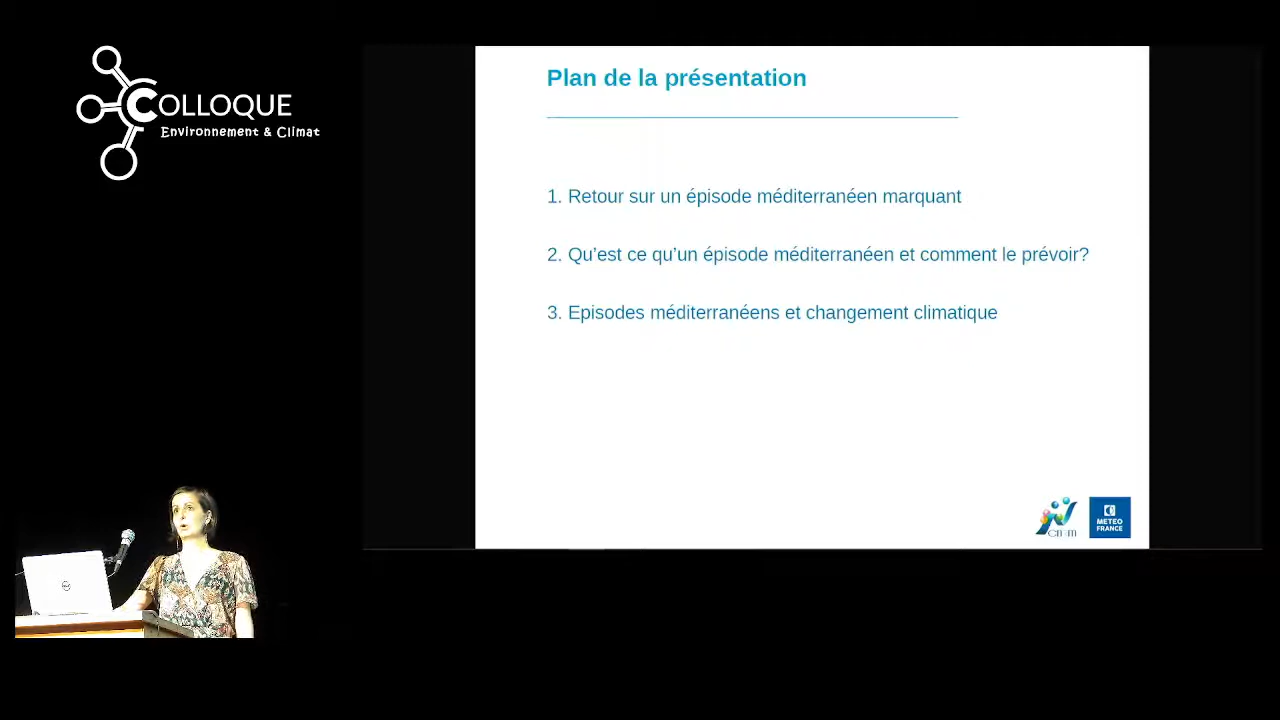 COLLOQUE
Environnement & Climat
Plan de la présentation
1. Retour sur un épisode méditerranéen marquant
2. Qu’est ce qu’un épisode méditerranéen et comment le prévoir?
3. Episodes méditerranéens et changement climatique
METEO
FRANCE